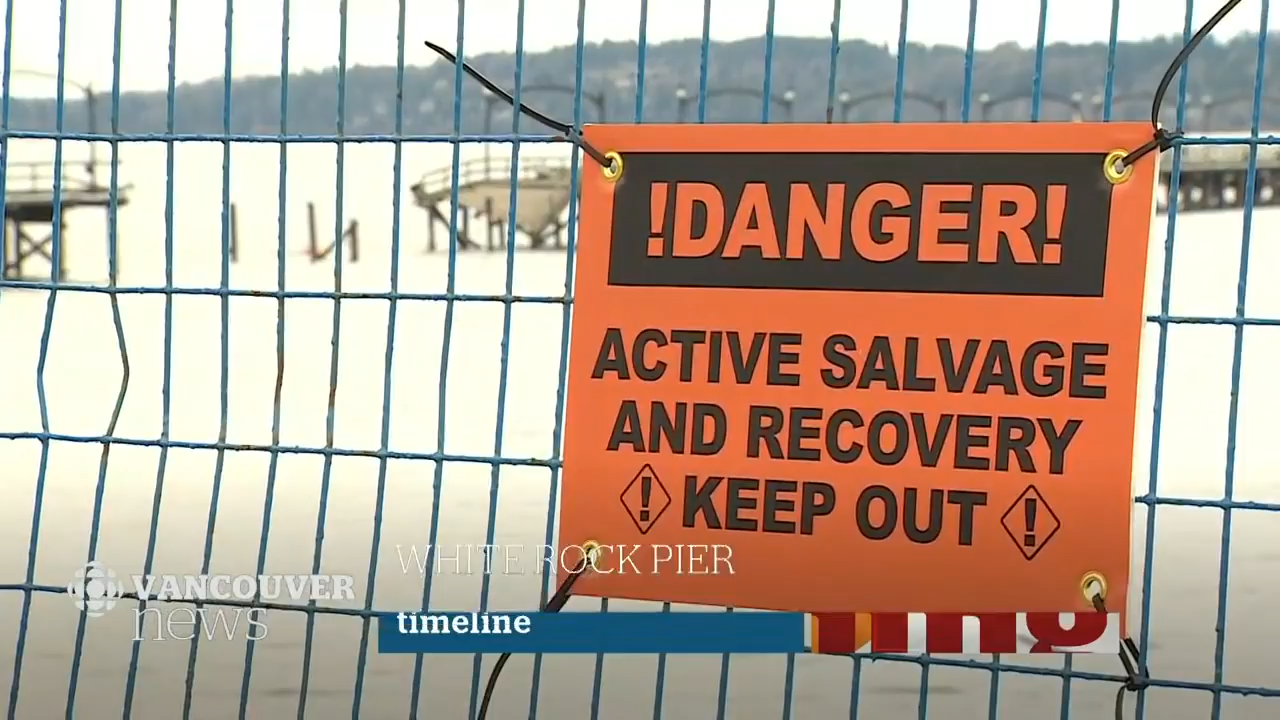 !DANGER!
ACTIVE SALVAGE
AND RECOVERY
! KEEP OUT !
WHITE ROCK PIER
VANCOUVER
news
timeline